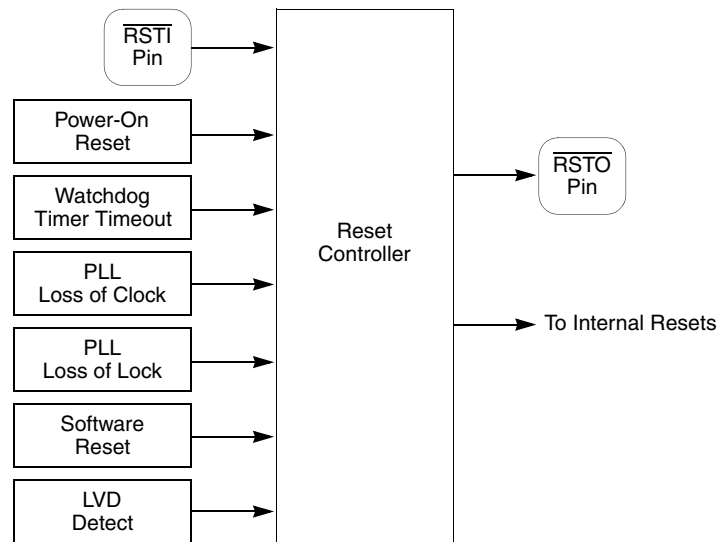 RSTI
Pin
Power-On
Reset
Watchdog
Timer Timeout
PLL
Loss of Clock
PLL
Loss of Lock
Software
Reset
LVD
Detect
Reset
Controller
RSTO
Pin
To Internal Resets